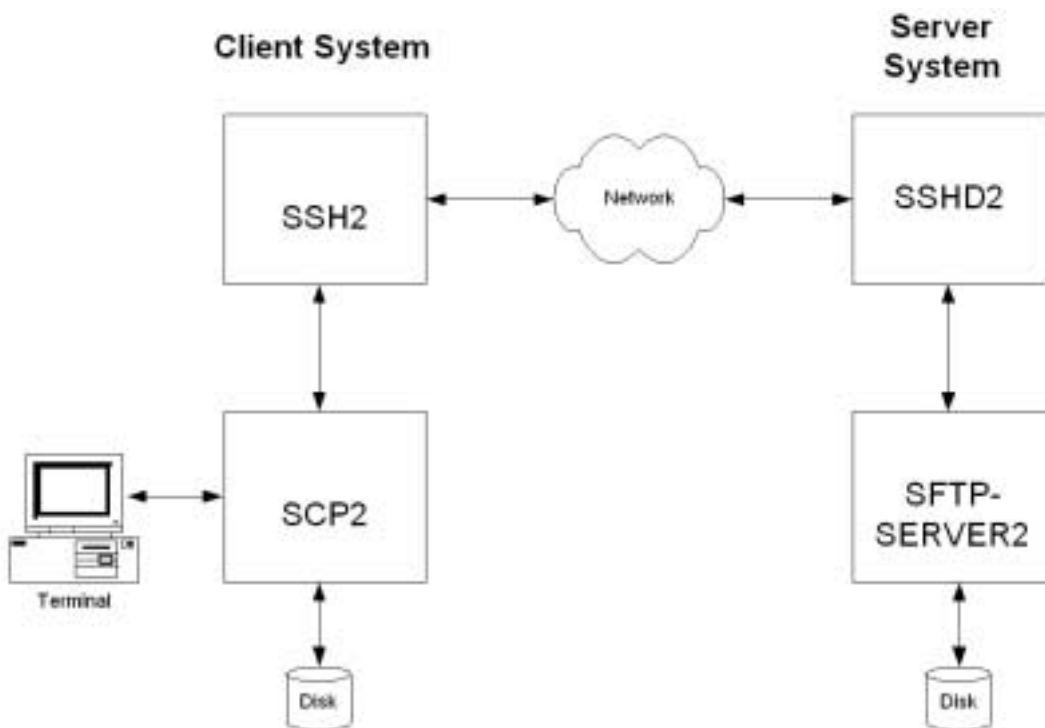 Client System
Server
System
SSH2
Network
SSHD2
SCP2
SFTP-
SERVER2
Terminal
Disk
Disk